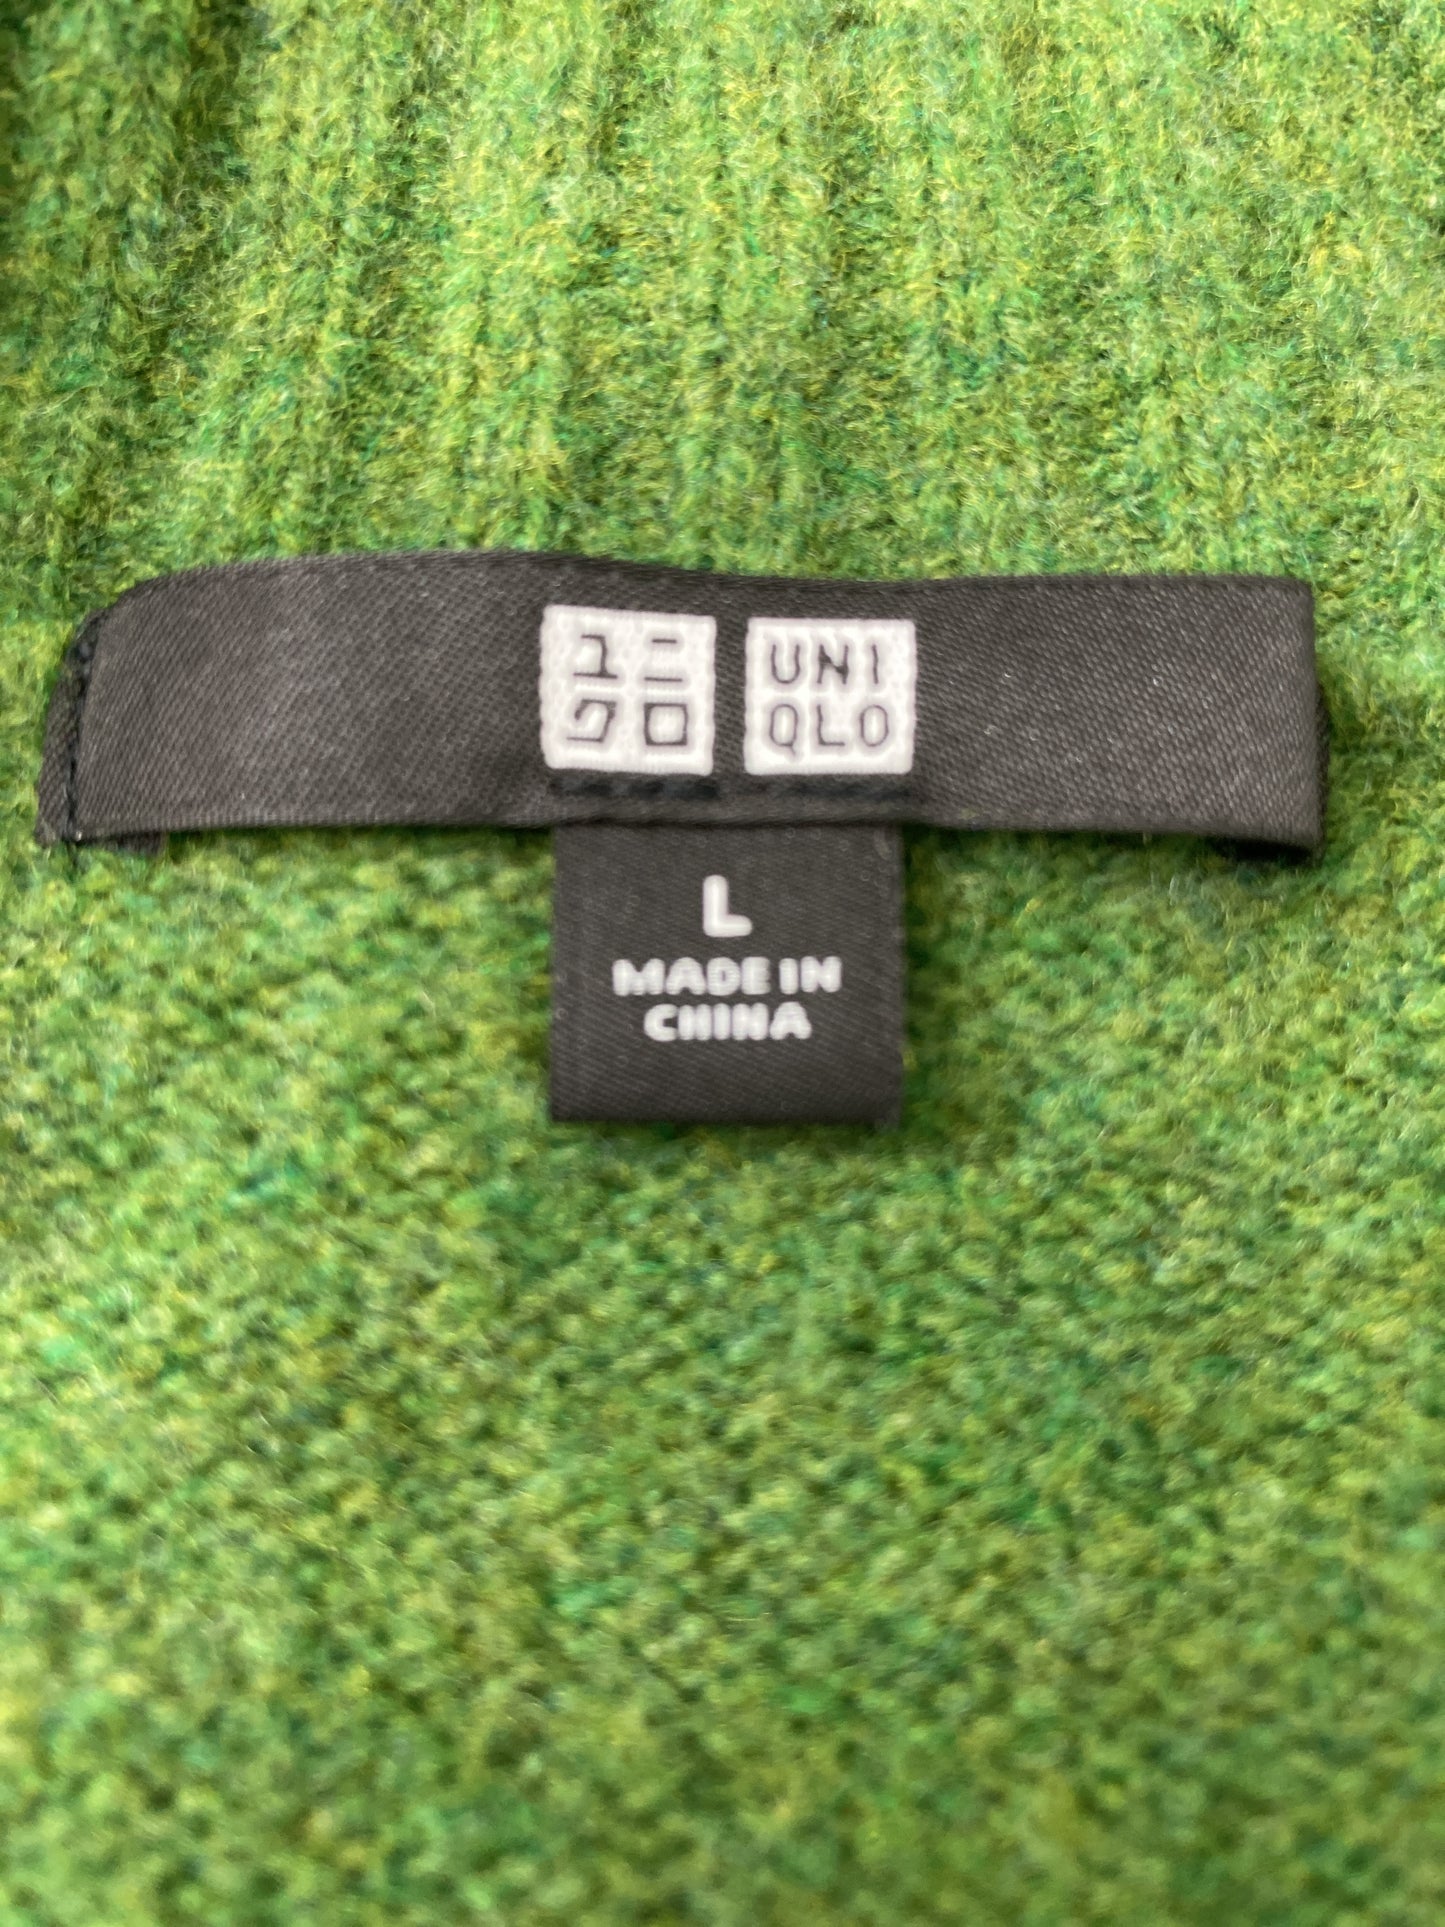 ユニ UNI
クロ QLO
L
MADE IN
CHINA